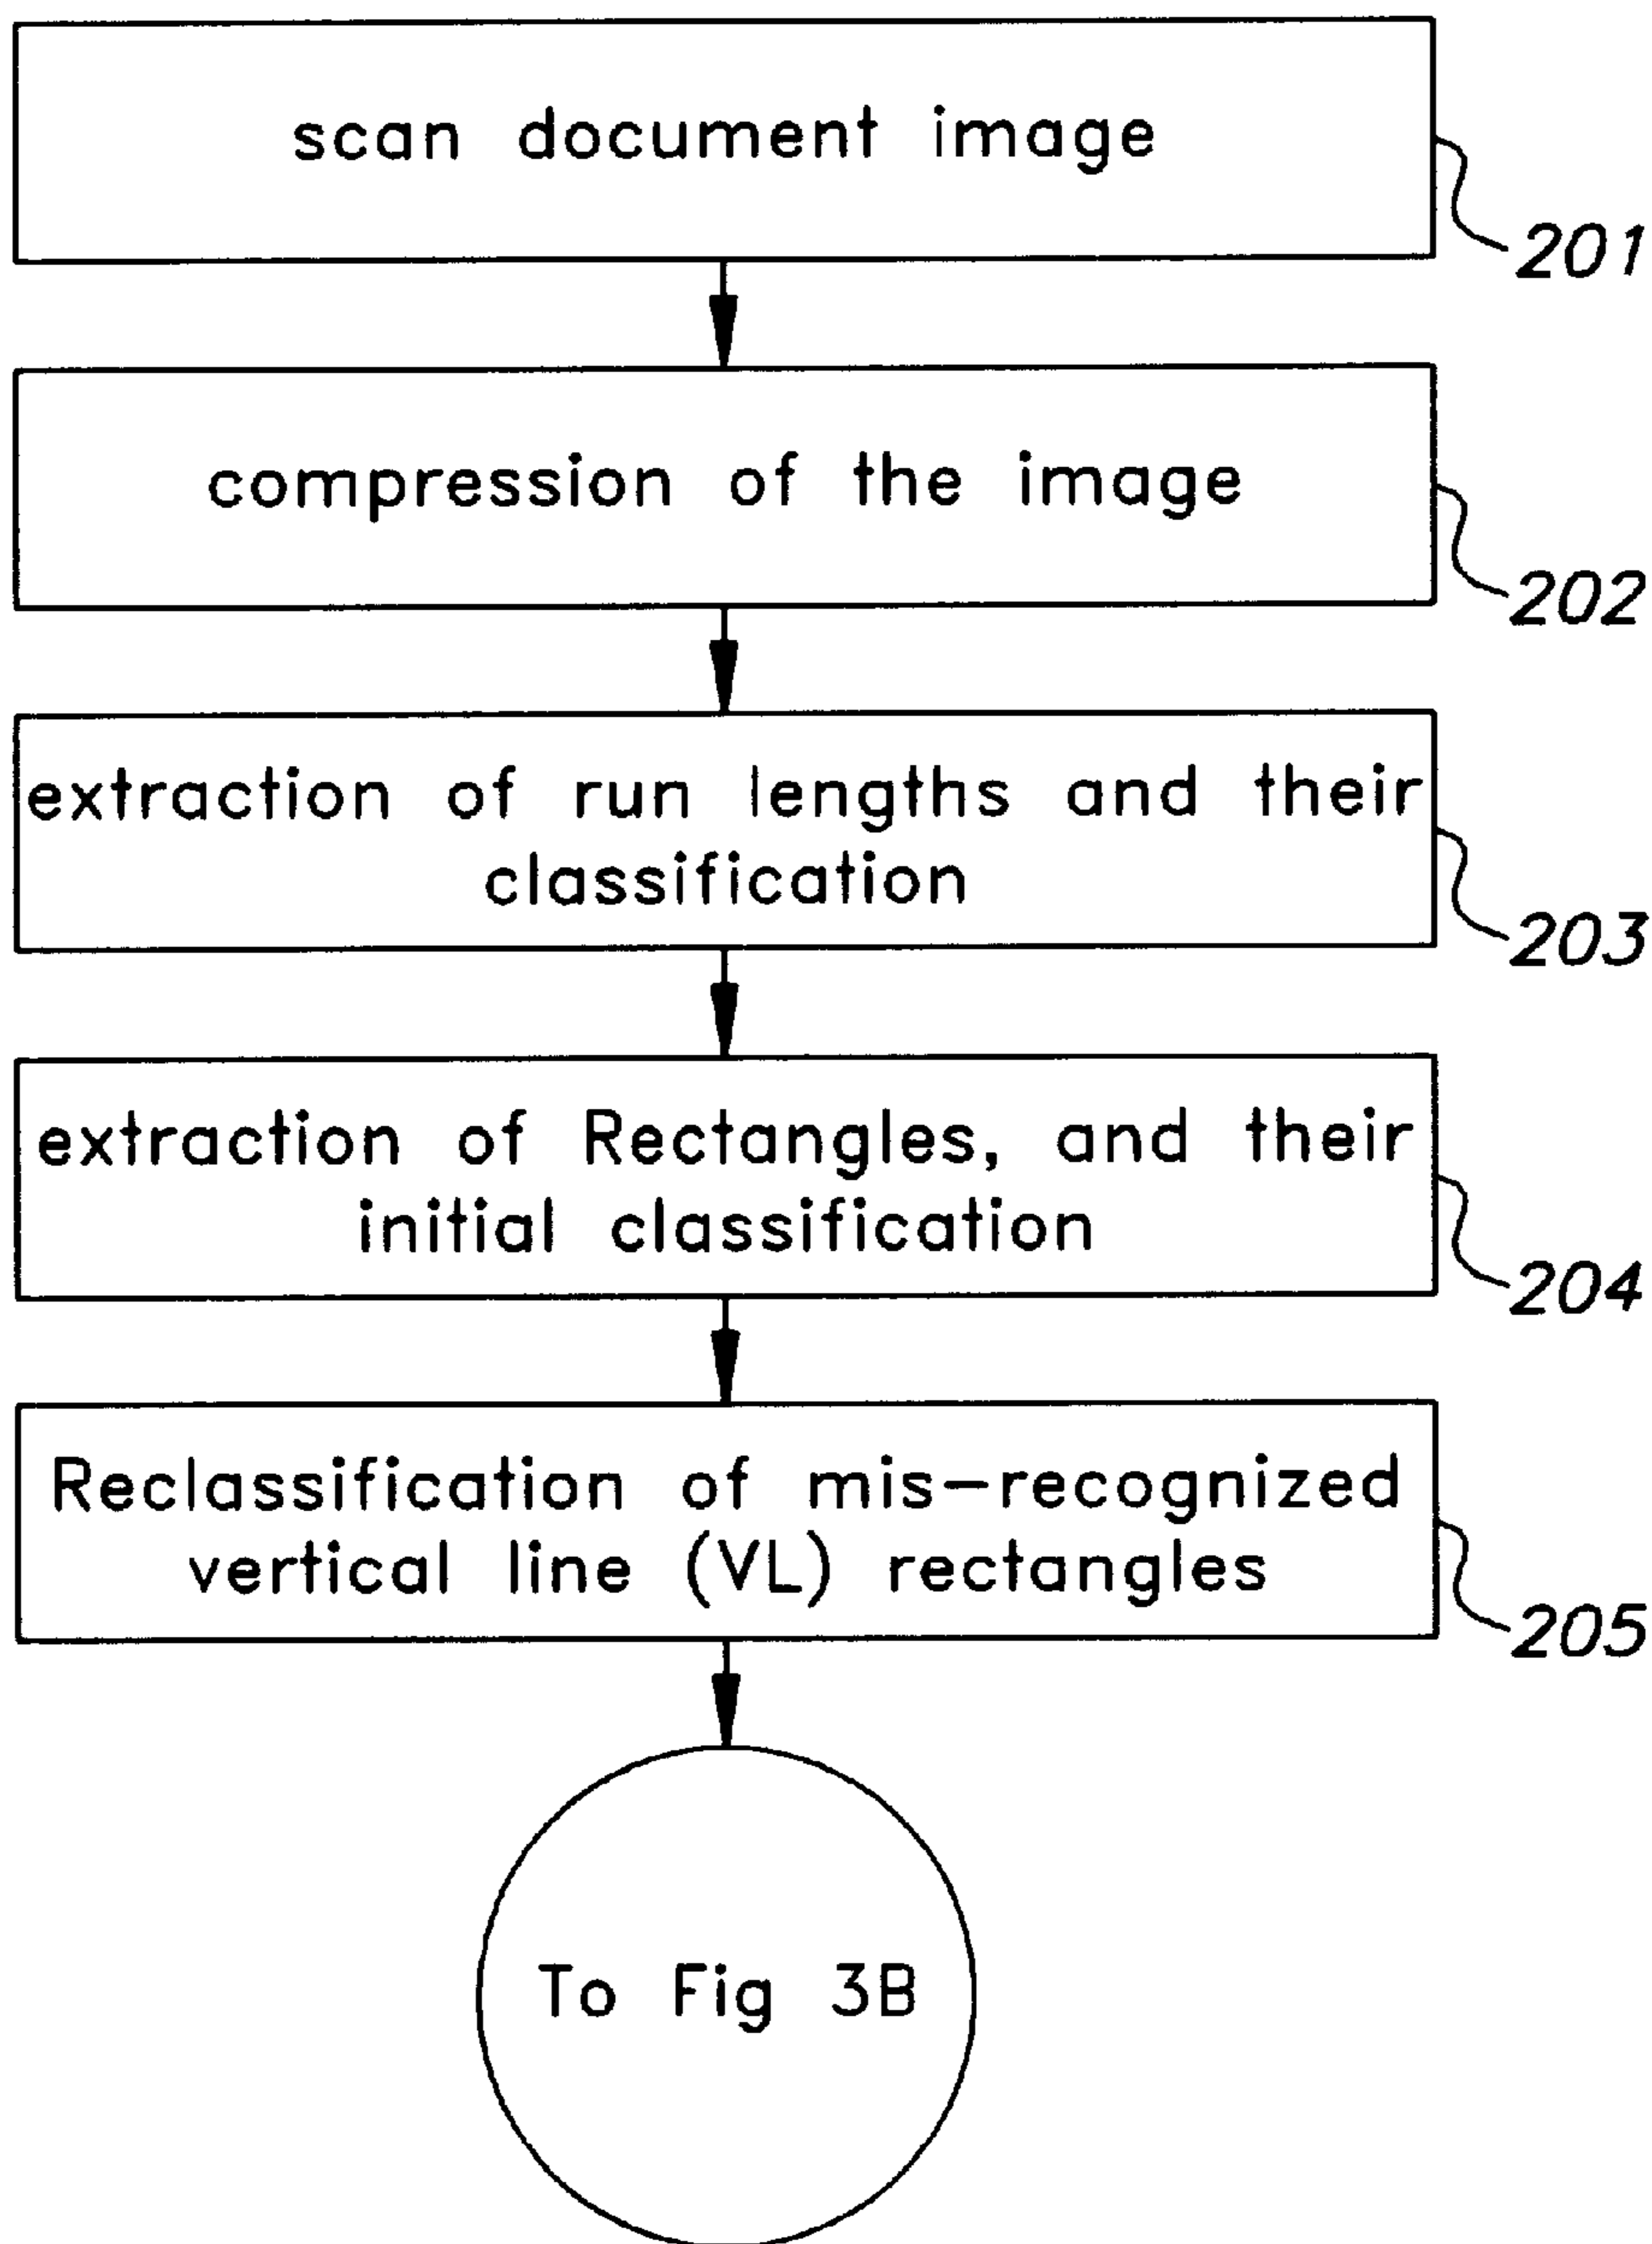 scan document image
201
compression of the image
202
extraction of run lengths and their
classification
203
extraction of Rectangles, and their
initial classification
204
Reclassification of mis-recognized
vertical line (VL) rectangles
205
To Fig 3B